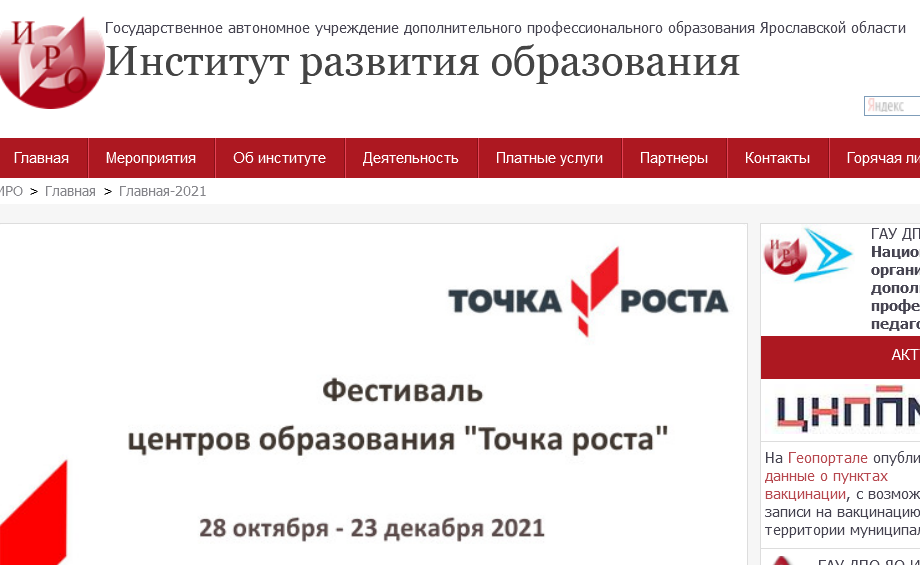 Государственное автономное учреждение дополнительного профессионального образования Ярославской области
ИРО
Институт развития образования
Яндекс
Главная Мероприятия Об институте Деятельность Платные услуги Партнеры Контакты Горячая ли
ИРО > Главная > Главная-2021
ТОЧКА РОСТА
Фестиваль
центров образования "Точка роста"
28 октября - 23 декабря 2021
ИРО
ГАУ ДП
Нацио
органи
допол
профе
педаго
АКТ
ЦНППМ
На Геопортале опубли
данные о пунктах
вакцинации, с возмож
записи на вакцинацию
территории муниципал
ГАУ ДПО ЯО И